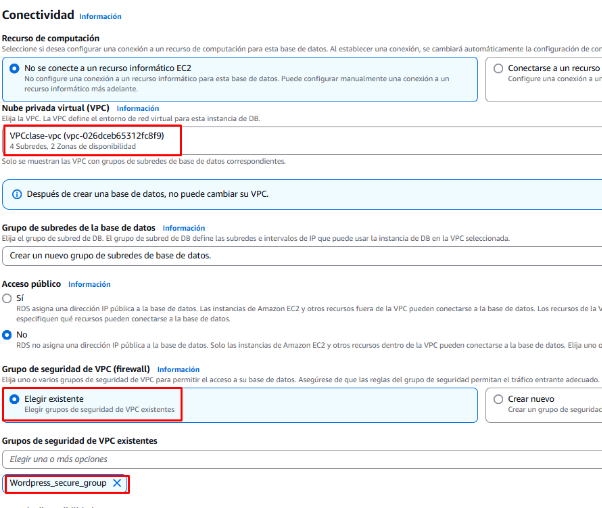 Conectividad Información
Recurso de computación
Seleccione si desea configurar una conexión a un recurso de computación para esta base de datos. Al establecer una conexión, se cambiará automáticamente la configuración de con
No se conecte a un recurso informático EC2
No configure una conexión a un recurso informático para esta base de datos. Puede configurar manualmente una conexión a un
recurso informático más adelante.
Conectarse a un recurso
Configure una conexión a un
Nube privada virtual (VPC) Información
Elija la VPC. La VPC define el entorno de red virtual para esta instancia de DB.
VPCclase-vpc (vpc-026dceb65312fc8f9)
4 Subredes, 2 Zonas de disponibilidad
Solo se muestran las VPC con grupos de subredes de base de datos correspondientes.
Después de crear una base de datos, no puede cambiar su VPC.
Grupo de subredes de la base de datos Información
Elija el grupo de subred de DB. El grupo de subred de DB define las subredes e intervalos de IP que puede usar la instancia de DB en la VPC seleccionada.
Crear un nuevo grupo de subredes de base de datos.
Acceso público Información
Sí
RDS asigna una dirección IP pública a la base de datos. Las instancias de Amazon EC2 y otros recursos fuera de la VPC pueden conectarse a la base de datos. Los recursos de la V
especifiquen qué recursos pueden conectarse a la base de datos.
No
RDS no asigna una dirección IP pública a la base de datos. Solo las instancias de Amazon EC2 y otros recursos dentro de la VPC pueden conectarse a la base de datos. Elija uno o
Grupo de seguridad de VPC (firewall) Información
Elija uno o varios grupos de seguridad de VPC para permitir el acceso a su base de datos. Asegúrese de que las reglas del grupo de seguridad permitan el tráfico entrante adecuado.
Elegir existente
Elegir grupos de seguridad de VPC existentes
Crear nuevo
Crear un grupo de seguridad
Grupos de seguridad de VPC existentes
Elegir una o más opciones
Wordpress_secure_group